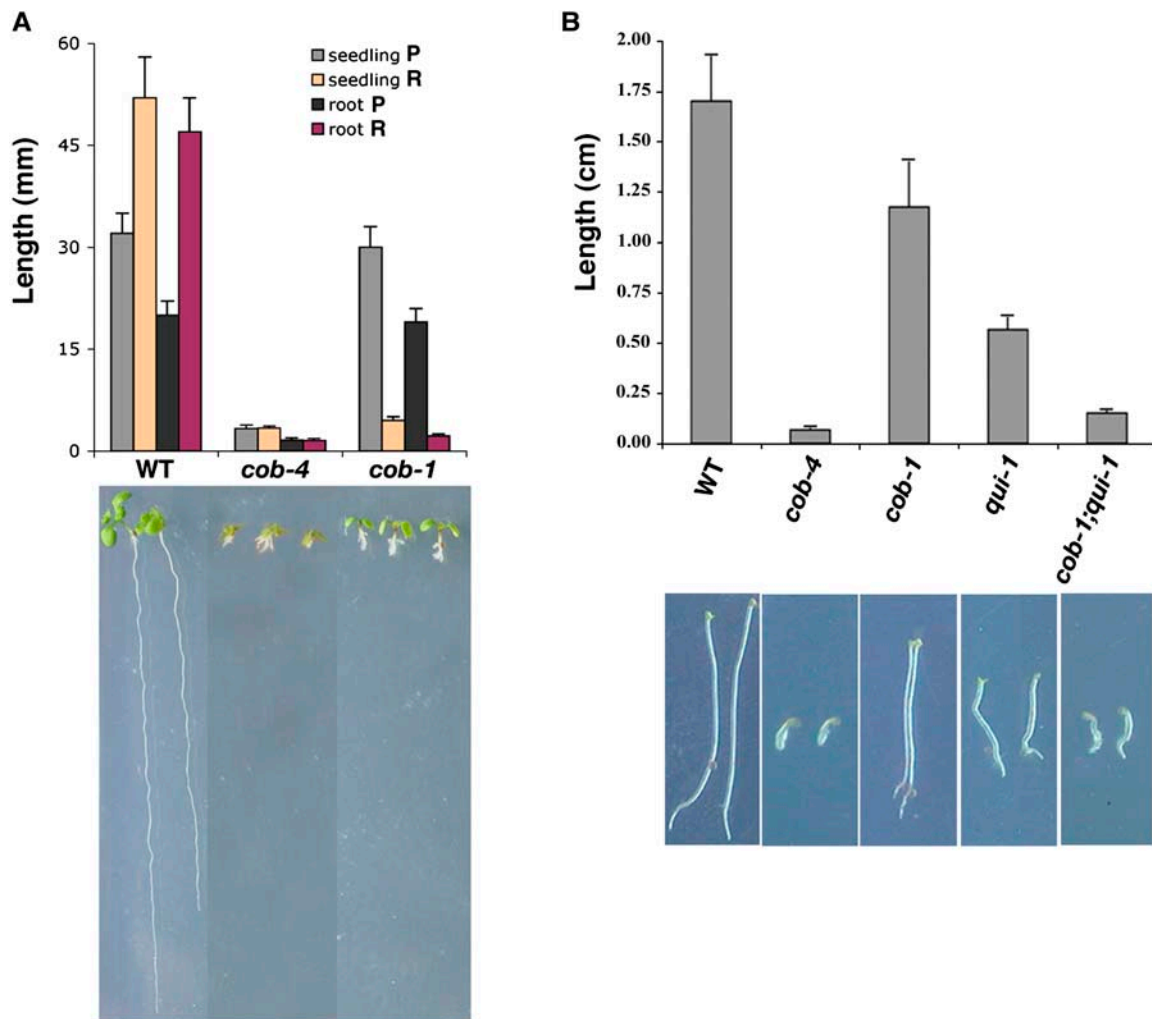 A
60
45
30
15
0
Length (mm)
seedling P
seedling R
root P
root R
WT
cob-4
cob-1
B
2.00
1.75
1.50
1.25
1.00
0.75
0.50
0.25
0.00
Length (cm)
WT
cob-4
cob-1
qui-1
cob-1;qui-1